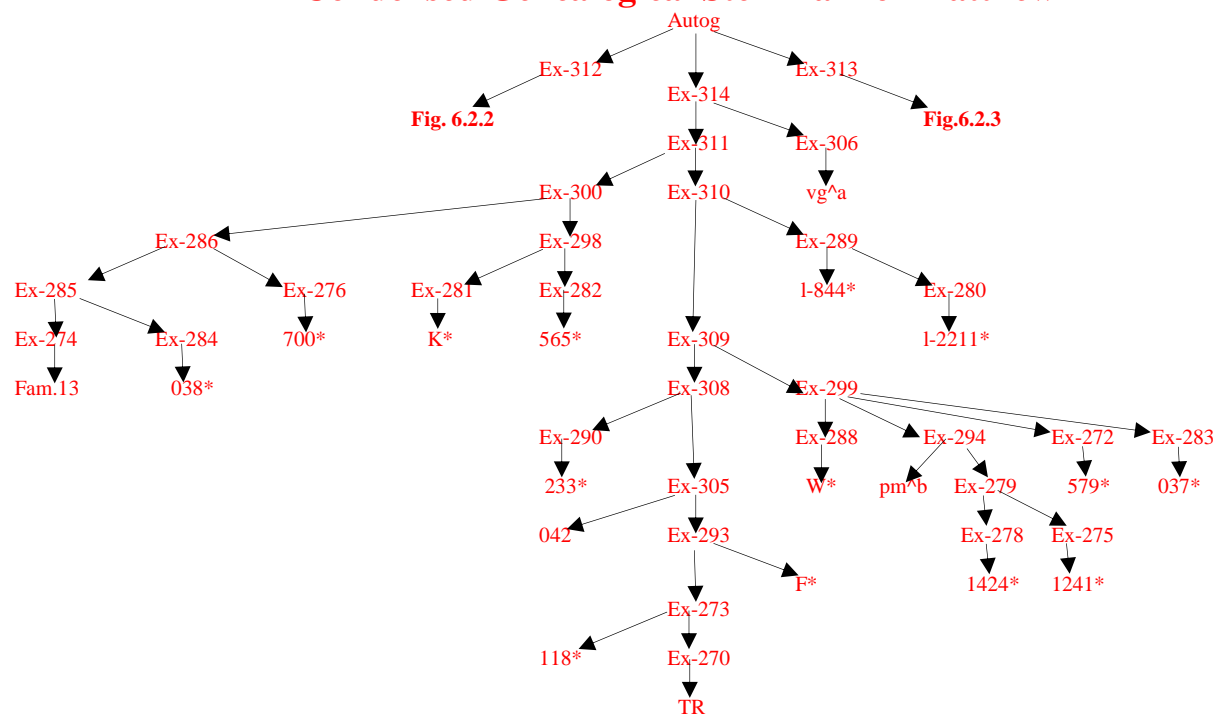 Autog
Ex-312 Ex-313
Ex-314
Fig. 6.2.2 Fig.6.2.3
Ex-311 Ex-306
Ex-300 Ex-310 vg^a
Ex-286 Ex-298 Ex-289
Ex-285 Ex-276 Ex-281 Ex-282 l-844* Ex-280
Ex-274 Ex-284 700* K* 565* Ex-309 l-2211*
Fam.13 038* Ex-308 Ex-299
Ex-290 Ex-288 Ex-294 Ex-272 Ex-283
233* Ex-305 W* pm^b Ex-279 579* 037*
042 Ex-293 Ex-278 Ex-275
F* 1424* 1241*
Ex-273
118* Ex-270
TR